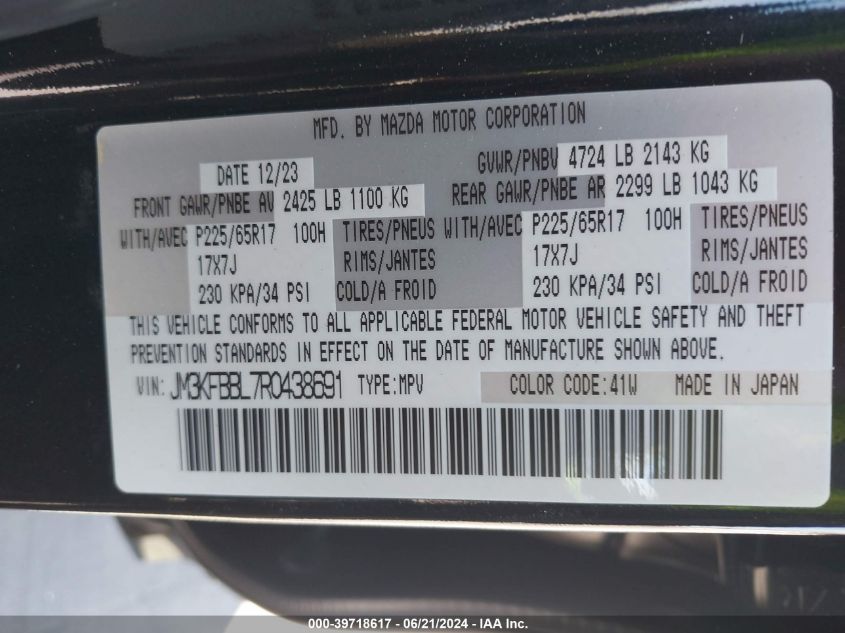 MFD. BY MAZDA MOTOR CORPORATION
DATE 12/23 GVWR/PNBV 4724 LB 2143 KG
FRONT GAWR/PNBE AV 2425 LB 1100 KG REAR GAWR/PNBE AR 2299 LB 1043 KG
WITH/AVEC P225/65R17 100H TIRES/PNEUS WITH/AVEC P225/65R17 100H TIRES/PNEUS
17X7J RIMS/JANTES 17X7J RIMS/JANTES
230 KPA/34 PSI COLD/A FROID 230 KPA/34 PSI COLD/A FROID
THIS VEHICLE CONFORMS TO ALL APPLICABLE FEDERAL MOTOR VEHICLE SAFETY AND THEFT
PREVENTION STANDARDS IN EFFECT ON THE DATE OF MANUFACTURE SHOWN ABOVE.
VIN: JM3KFBBL7R0438691 TYPE:MPV COLOR CODE:41W MADE IN JAPAN
000-39718617 - 06/21/2024 - IAA Inc.